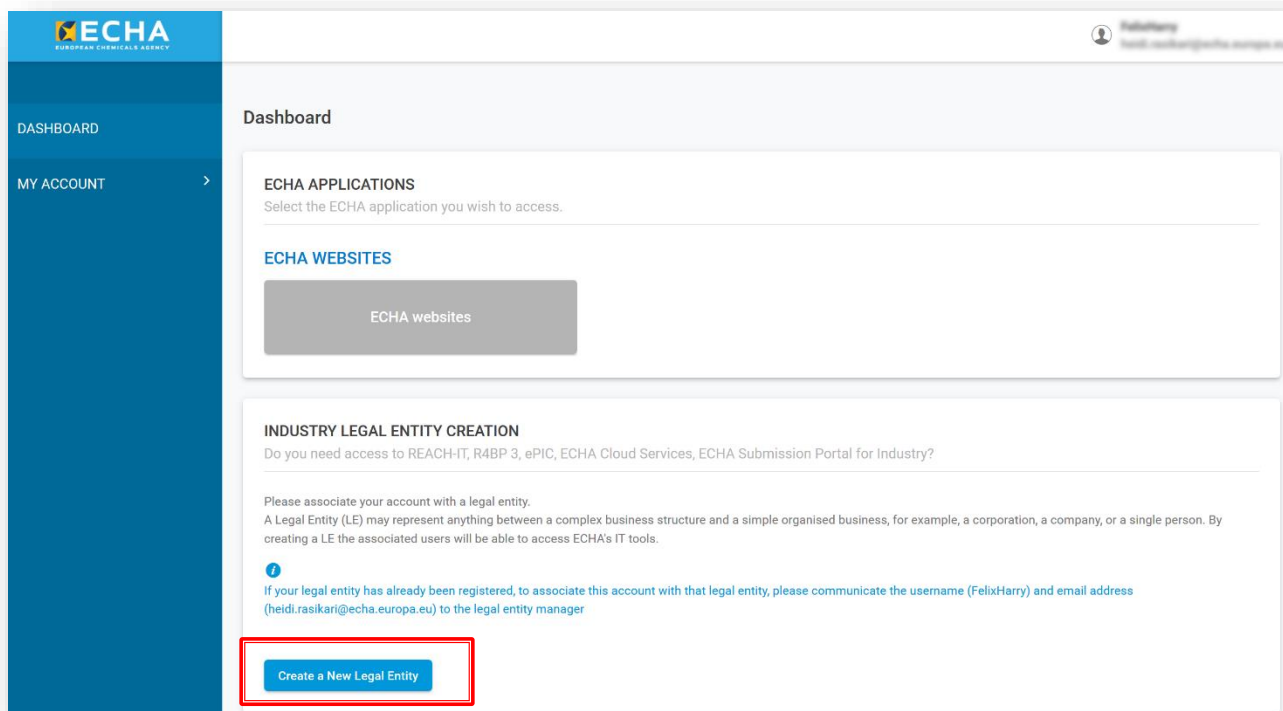 ECHA
EUROPEAN CHEMICALS AGENCY
DASHBOARD
MY ACCOUNT
Dashboard
ECHA APPLICATIONS
Select the ECHA application you wish to access.
ECHA WEBSITES
ECHA websites
INDUSTRY LEGAL ENTITY CREATION
Do you need access to REACH-IT, R4BP 3, ePIC, ECHA Cloud Services, ECHA Submission Portal for Industry?
Please associate your account with a legal entity.
A Legal Entity (LE) may represent anything between a complex business structure and a simple organised business, for example, a corporation, a company, or a single person. By
creating a LE the associated users will be able to access ECHA's IT tools.
If your legal entity has already been registered, to associate this account with that legal entity, please communicate the username (FelixHarry) and email address
(heidi.rasikari@echa.europa.eu) to the legal entity manager
Create a New Legal Entity